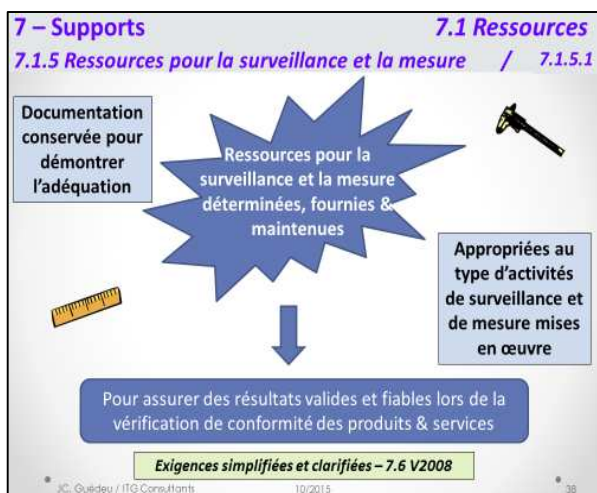 7 – Supports 7.1 Ressources
7.1.5 Ressources pour la surveillance et la mesure / 7.1.5.1
Documentation
conservée pour
démontrer
l’adéquation
Ressources pour la
surveillance et la mesure
déterminées, fournies &
maintenues
Appropriées au
type d’activités
de surveillance et
de mesure mises
en œuvre
Pour assurer des résultats valides et fiables lors de la
vérification de conformité des produits & services
Exigences simplifiées et clarifiées – 7.6 V2008
JC. Guédeu / ITG Consultants 10/2015 38